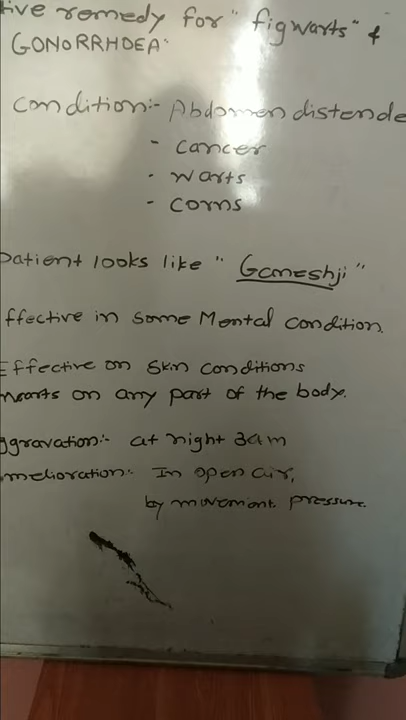 tive remedy for "figwarts" &
GONORRHOEA"
condition:- Abdomen distende
- cancer
- warts
- corns
Patient looks like "Ganeshji"
ffective in some Mental condition.
Effective on skin conditions
warts on any part of the body.
ggravation:- at night 3am
melioration:- In open air,
by movement. pressure.